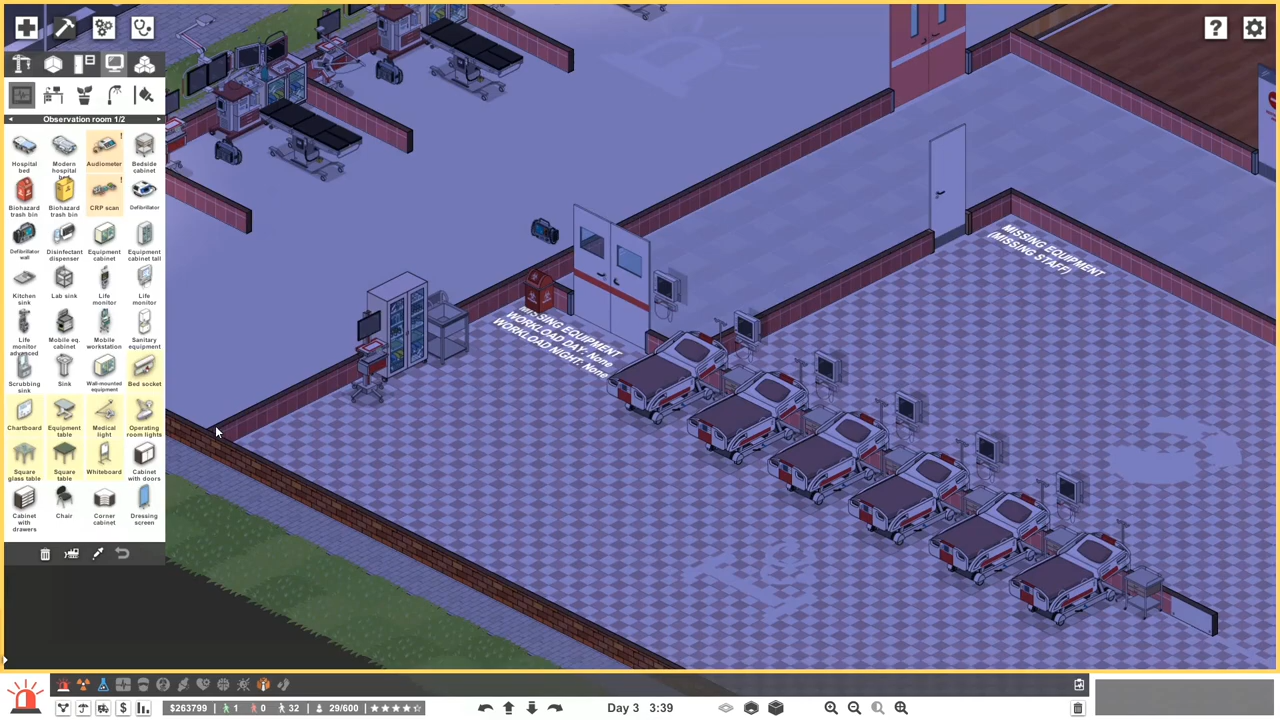 ?
Observation room 1/2
Hospital bed
Modern hospital bed
Audiometer
Bedside cabinet
Biohazard trash bin
Biohazard trash bin
CRP scan
Defibrillator
Defibrillator wall
Disinfectant dispenser
Equipment cabinet
Equipment cabinet tall
Kitchen sink
Lab sink
Life monitor
Life monitor
Life monitor advanced
Mobile eq. cabinet
Mobile workstation
Sanitary equipment
Scrubbing sink
Sink
Wall-mounted equipment
Bed socket
Chartboard
Equipment table
Medical light
Operating room lights
Square glass table
Square table
Whiteboard
Cabinet with doors
Cabinet with drawers
Chair
Corner cabinet
Dressing screen
MISSING EQUIPMENT
(MISSING STAFF)
MISSING EQUIPMENT
WORKLOAD DAY: None
WORKLOAD NIGHT: None
$263799 1 0 32 29/600
Day 3 3:39